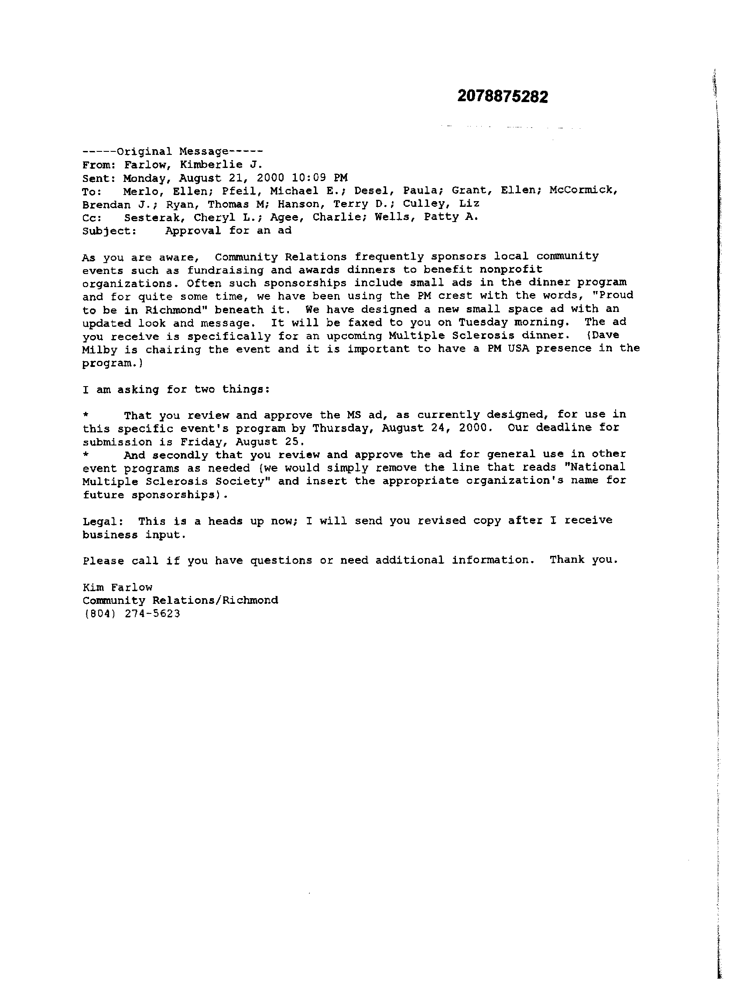 2078875282
-----Original Message-----
From: Farlow, Kimberlie J.
Sent: Monday, August 21, 2000 10:09 PM
To: Merlo, Ellen; Pfeil, Michael E.; Desel, Paula; Grant, Ellen; McCormick,
Brendan J.; Ryan, Thomas M; Hanson, Terry D.; Culley, Liz
Cc: Sesterak, Cheryl L.; Agee, Charlie; Wells, Patty A.
Subject: Approval for an ad
As you are aware, Community Relations frequently sponsors local community
events such as fundraising and awards dinners to benefit nonprofit
organizations. Often such sponsorships include small ads in the dinner program
and for quite some time, we have been using the PM crest with the words, "Proud
to be in Richmond" beneath it. We have designed a new small space ad with an
updated look and message. It will be faxed to you on Tuesday morning. The ad
you receive is specifically for an upcoming Multiple Sclerosis dinner. (Dave
Milby is chairing the event and it is important to have a PM USA presence in the
program.)
I am asking for two things:
* That you review and approve the MS ad, as currently designed, for use in
this specific event's program by Thursday, August 24, 2000. Our deadline for
submission is Friday, August 25.
* And secondly that you review and approve the ad for general use in other
event programs as needed (we would simply remove the line that reads "National
Multiple Sclerosis Society" and insert the appropriate organization's name for
future sponsorships).
Legal: This is a heads up now; I will send you revised copy after I receive
business input.
Please call if you have questions or need additional information. Thank you.
Kim Farlow
Community Relations/Richmond
(804) 274-5623